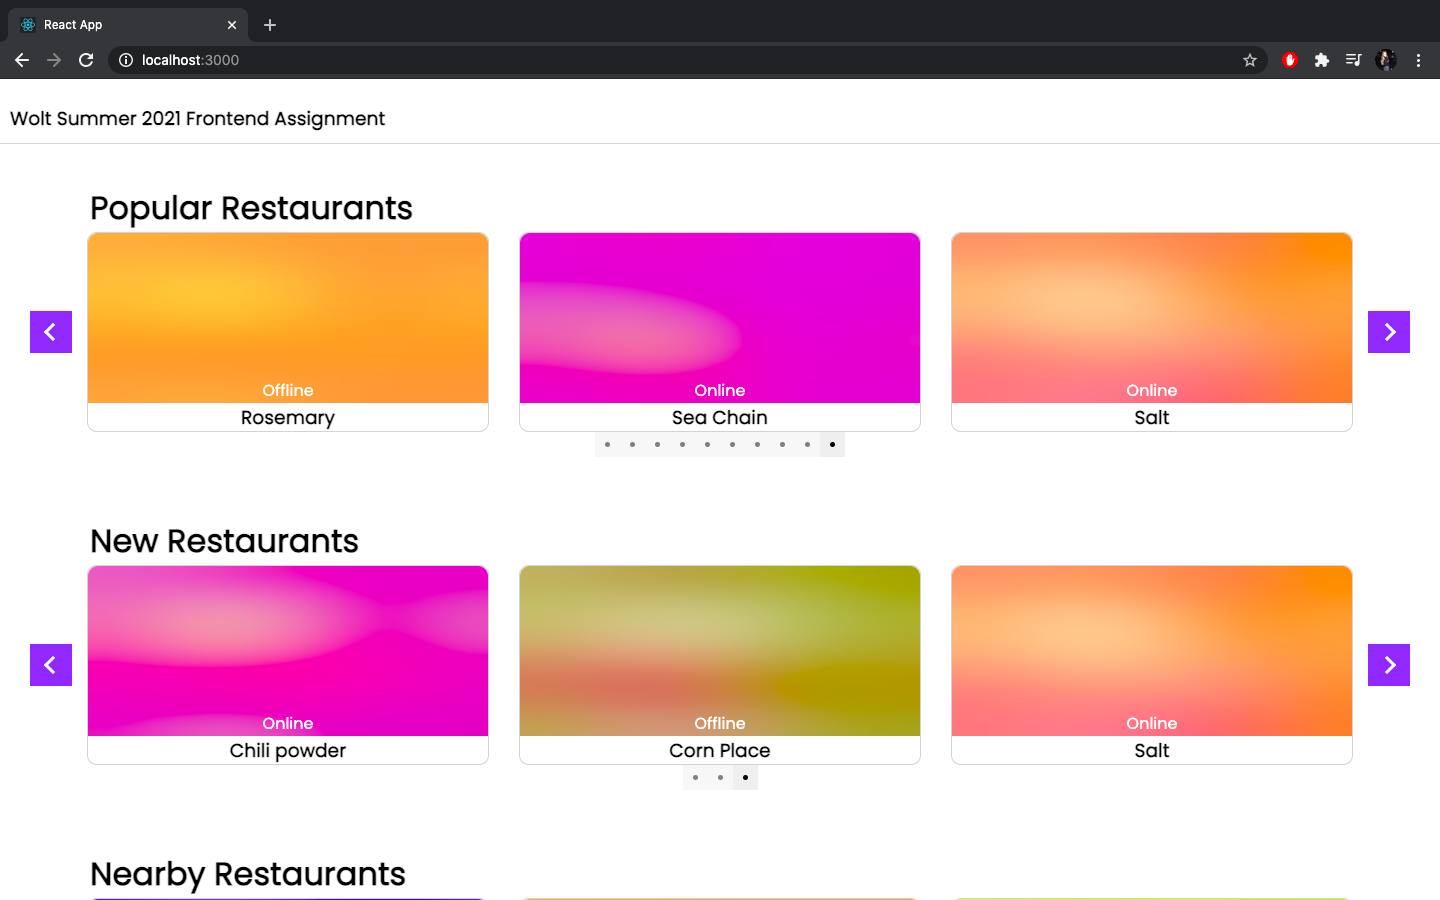 React App
localhost:3000
Wolt Summer 2021 Frontend Assignment
Popular Restaurants
Offline
Online
Online
Rosemary
Sea Chain
Salt
New Restaurants
Online
Offline
Online
Chili powder
Corn Place
Salt
Nearby Restaurants